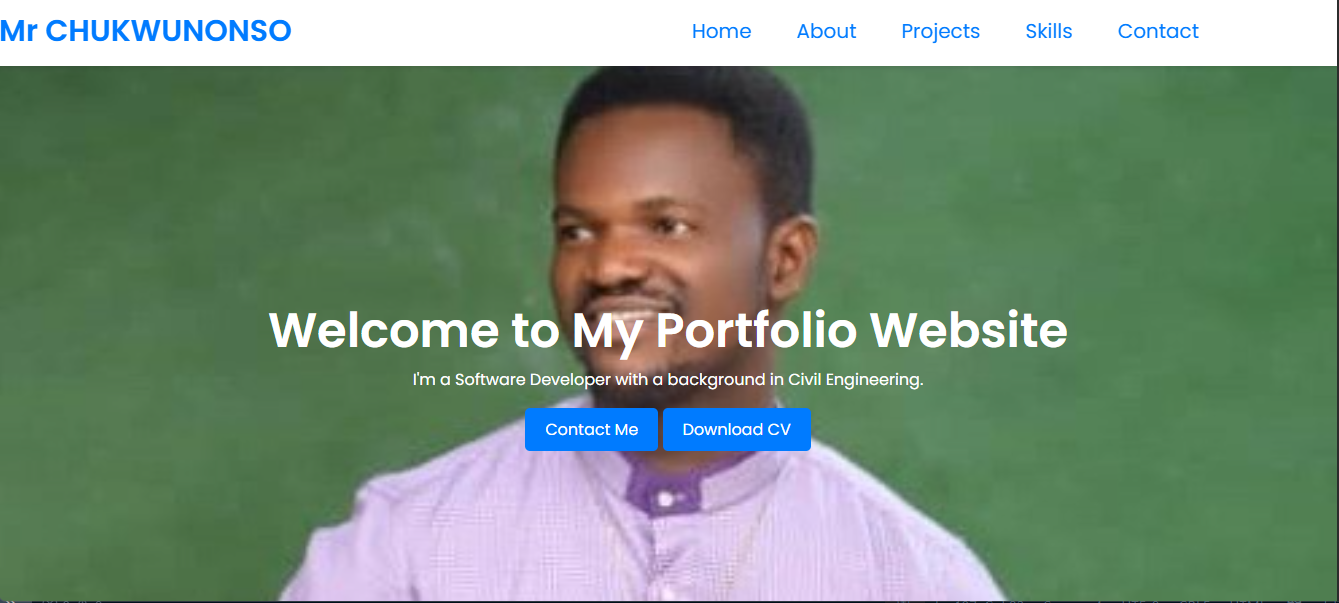 Mr CHUKWUNONSO
Home About Projects Skills Contact
Welcome to My Portfolio Website
I'm a Software Developer with a background in Civil Engineering.
Contact Me Download CV